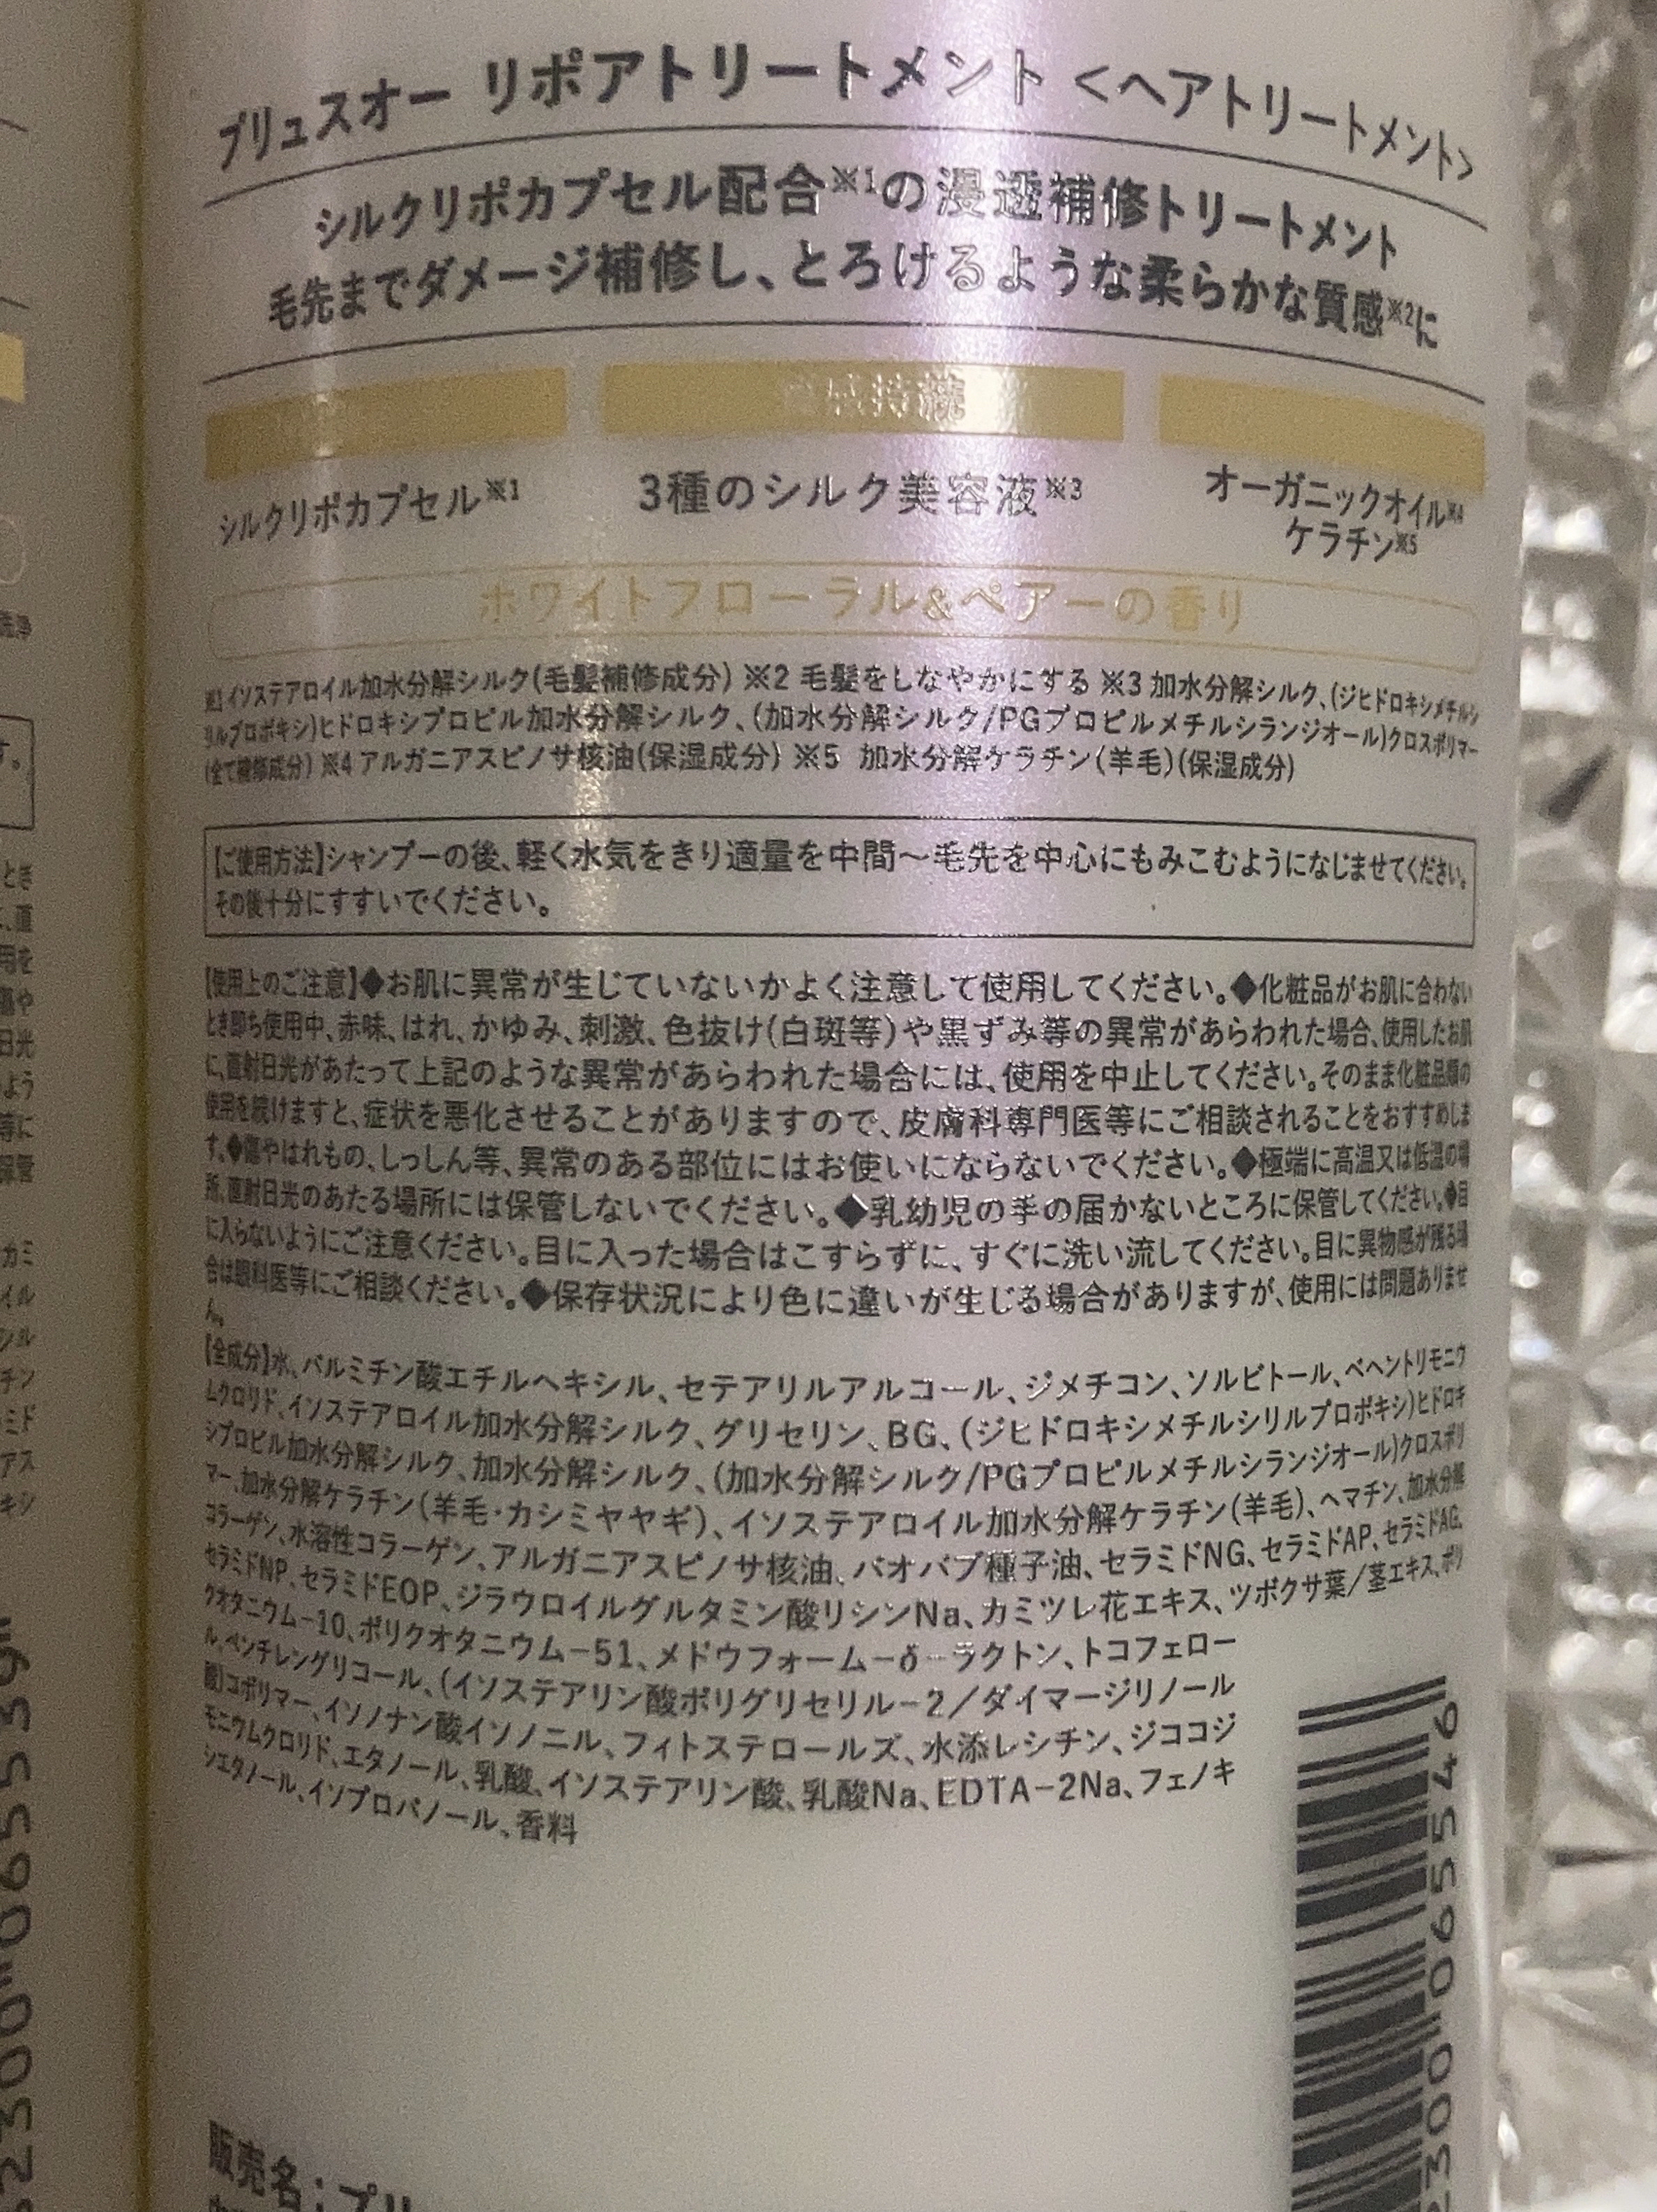 プリュスオー リポアトリートメント <ヘアトリートメント>
シルクリポカプセル配合※1の浸透補修トリートメント
毛先までダメージ補修し、とろけるような柔らかな質感※2に
持続
シルクリポカプセル※1
3種のシルク美容液※3
オーガニックオイル※4
ケラチン※5
ホワイトフローラル&ペアーの香り
※1 イソステアロイル加水分解シルク(毛髪補修成分) ※2 毛髪をしなやかにする ※3 加水分解シルク、(ジヒドロキシメチルシ
リルプロポキシ)ヒドロキシプロピル加水分解シルク、(加水分解シルク/PGプロピルメチルシランジオール)クロスポリマー
(全て補修成分) ※4 アルガニアスピノサ核油(保湿成分) ※5 加水分解ケラチン(羊毛)(保湿成分)
【ご使用方法】シャンプーの後、軽く水気をきり適量を中間〜毛先を中心にもみこむようになじませてください。
その後十分にすすいでください。
【使用上のご注意】◆お肌に異常が生じていないかよく注意して使用してください。◆化粧品がお肌に合わない
とき即ち使用中、赤味、はれ、かゆみ、刺激、色抜け(白斑等)や黒ずみ等の異常があらわれた場合、使用したお肌
に、直射日光があたって上記のような異常があらわれた場合には、使用を中止してください。そのまま化粧品類の
使用を続けますと、症状を悪化させることがありますので、皮膚科専門医等にご相談されることをおすすめしま
す。◆傷やはれもの、しっしん等、異常のある部位にはお使いにならないでください。◆極端に高温又は低温の場
所、直射日光のあたる場所には保管しないでください。◆乳幼児の手の届かないところに保管してください。◆目
に入らないようにご注意ください。目に入った場合はこすらずに、すぐに洗い流してください。目に異物感が残る場
合は眼科医等にご相談ください。◆保存状況により色に違いが生じる場合がありますが、使用には問題ありませ
ん。
【全成分】水、パルミチン酸エチルヘキシル、セテアリルアルコール、ジメチコン、ソルビトール、ベヘントリモニウ
ムクロリド、イソステアロイル加水分解シルク、グリセリン、BG、(ジヒドロキシメチルシリルプロポキシ)ヒドロキ
シプロピル加水分解シルク、加水分解シルク、(加水分解シルク/PGプロピルメチルシランジオール)クロスポリ
マー、加水分解ケラチン(羊毛・カシミヤヤギ)、イソステアロイル加水分解ケラチン(羊毛)、ヘマチン、加水分解
コラーゲン、水溶性コラーゲン、アルガニアスピノサ核油、バオバブ種子油、セラミドNG、セラミドAP、セラミドAG、
セラミドNP、セラミドEOP、ジラウロイルグルタミン酸リシンNa、カミツレ花エキス、ツボクサ葉/茎エキス、ポリ
クオタニウム-10、ポリクオタニウム-51、メドウフォーム-δ-ラクトン、トコフェロー
ル、ペンチレングリコール、(イソステアリン酸ポリグリセリル-2/ダイマージリノール
酸)コポリマー、イソノナン酸イソノニル、フィトステロールズ、水添レシチン、ジココジ
モニウムクロリド、エタノール、乳酸、イソステアリン酸、乳酸Na、EDTA-2Na、フェノキ
シエタノール、イソプロパノール、香料
販売名:プリ
2300 065546
2300 065539